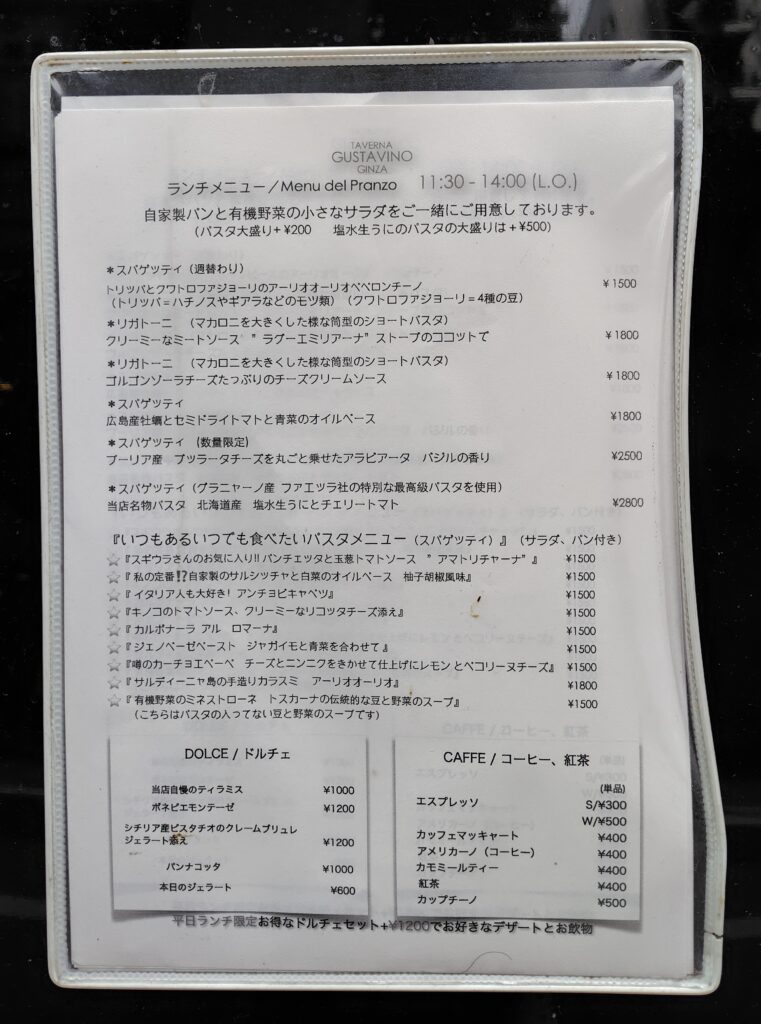 TAVERNA
GUSTAVINO
GINZA
ランチメニュー／Menu del Pranzo 11:30 - 14:00 (L.O.)
自家製パンと有機野菜の小さなサラダをご一緒にご用意しております。
(パスタ大盛り+ ¥200 塩水生うにのパスタの大盛りは + ¥500)
＊スパゲッティ（週替わり）
トリッパとクワトロファジョーリのアーリオオーリオペペロンチーノ ¥ 1500
（トリッパ＝ハチノスやギアラなどのモツ類）（クワトロファジョーリ＝4種の豆）
＊リガトーニ （マカロニを大きくした様な筒型のショートパスタ）
クリーミーなミートソース ”ラグーエミリアーナ”ストーブのココットで ¥ 1800
＊リガトーニ （マカロニを大きくした様な筒型のショートパスタ）
ゴルゴンゾーラチーズたっぷりのチーズクリームソース ¥ 1800
＊スパゲティ
広島産牡蠣とセミドライトマトと青菜のオイルベース ¥1800
＊スパゲティ (数量限定)
プーリア産 ブッラータチーズを丸ごと乗せたアラビアータ バジルの香り ¥2500
＊スパゲティ（グラニャーノ産 ファエッラ社の特別な最高級パスタを使用）
当店名物パスタ 北海道産 塩水生うにとチェリートマト ¥2800
『いつもあるいつでも食べたいパスタメニュー（スパゲッティ）』（サラダ、パン付き）
☆『スギウラさんのお気に入り!! パンチェッタと玉葱トマトソース ”アマトリチャーナ”』 ¥1500
☆『 私の定番⁉自家製のサルシッチャと白菜のオイルベース 柚子胡椒風味』 ¥1500
☆『 イタリア人も大好き! アンチョビキャベツ』 ¥1500
☆『キノコのトマトソース、クリーミーなリコッタチーズ添え』 ¥1500
☆『 カルボナーラ アル ロマーナ』 ¥1500
☆『 ジェノベーゼペースト ジャガイモと青菜を合わせて 』 ¥1500
☆『噂のカーチョエペーペ チーズとニンニクをきかせて仕上げにレモン とペコリーヌチーズ』 ¥1500
☆『 サルディーニャ島の手造りカラスミ アーリオオーリオ』 ¥1800
☆『 有機野菜のミネストローネ トスカーナの伝統的な豆と野菜のスープ』 ¥1500
(こちらはパスタの入ってない豆と野菜のスープです)
DOLCE / ドルチェ
当店自慢のティラミス ¥1000
ボネピエモンテーゼ ¥1200
シチリア産ピスタチオのクレームブリュレ
ジェラート添え ¥1200
パンナコッタ ¥1000
本日のジェラート ¥600
CAFFE / コーヒー、紅茶
(単品)
エスプレッソ S/¥300
W/¥500
カッフェマッキャート ¥400
アメリカーノ（コーヒー） ¥400
カモミールティー ¥400
紅茶 ¥400
カップチーノ ¥500
平日ランチ限定お得なドルチェセット+¥1200でお好きなデザートとお飲物